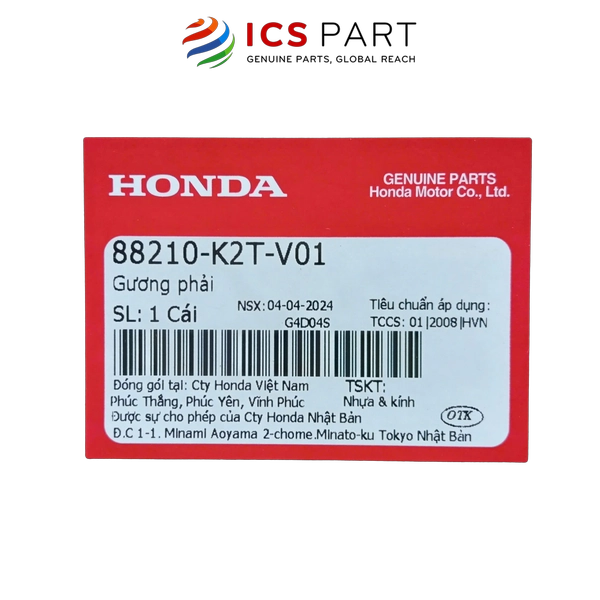 ICS PART
GENUINE PARTS, GLOBAL REACH
HONDA
GENUINE PARTS
Honda Motor Co., Ltd.
88210-K2T-V01
Gương phải
SL: 1 Cái
NSX: 04-04-2024
G4D04S
Tiêu chuẩn áp dụng:
TCCS: 01|2008|HVN
Đóng gói tại: Cty Honda Việt Nam
Phúc Thắng, Phúc Yên, Vĩnh Phúc
TSKT:
Nhựa & kính
Được sự cho phép của Cty Honda Nhật Bản
Đ.C 1-1. Minami Aoyama 2-chome.Minato-ku Tokyo Nhật Bản
OTK